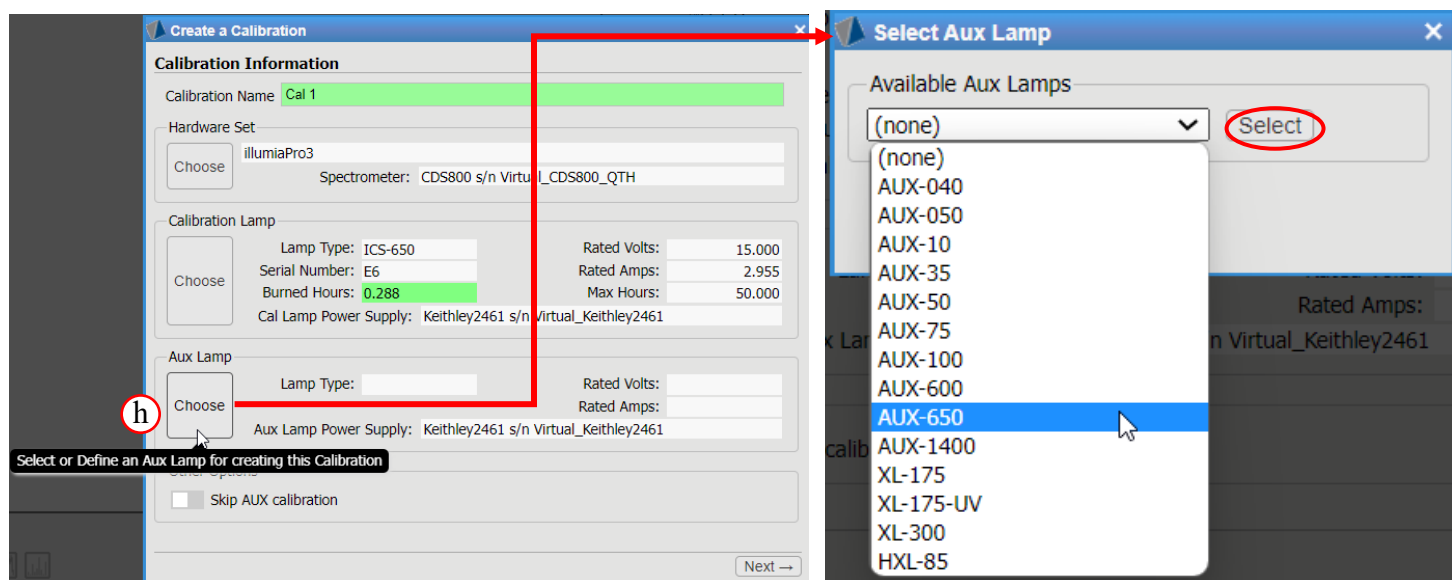 Create a Calibration
Calibration Information
Calibration Name Cal 1
Hardware Set
Choose
illumiaPro3
Spectrometer: CDS800 s/n Virtual_CDS800_QTH
Calibration Lamp
Choose
Lamp Type: ICS-650 Rated Volts: 15.000
Serial Number: E6 Rated Amps: 2.955
Burned Hours: 0.288 Max Hours: 50.000
Cal Lamp Power Supply: Keithley2461 s/n Virtual_Keithley2461
Aux Lamp
Choose
Lamp Type: Rated Volts:
Rated Amps:
Aux Lamp Power Supply: Keithley2461 s/n Virtual_Keithley2461
h
Select or Define an Aux Lamp for creating this Calibration
Other Options
Skip AUX calibration
Next →
Select Aux Lamp
Available Aux Lamps
(none) Select
(none)
AUX-040
AUX-050
AUX-10
AUX-35
AUX-50
AUX-75
AUX-100
AUX-600
AUX-650
AUX-1400
XL-175
XL-175-UV
XL-300
HXL-85
Rated Amps:
n Virtual_Keithley2461
x Lar
calib